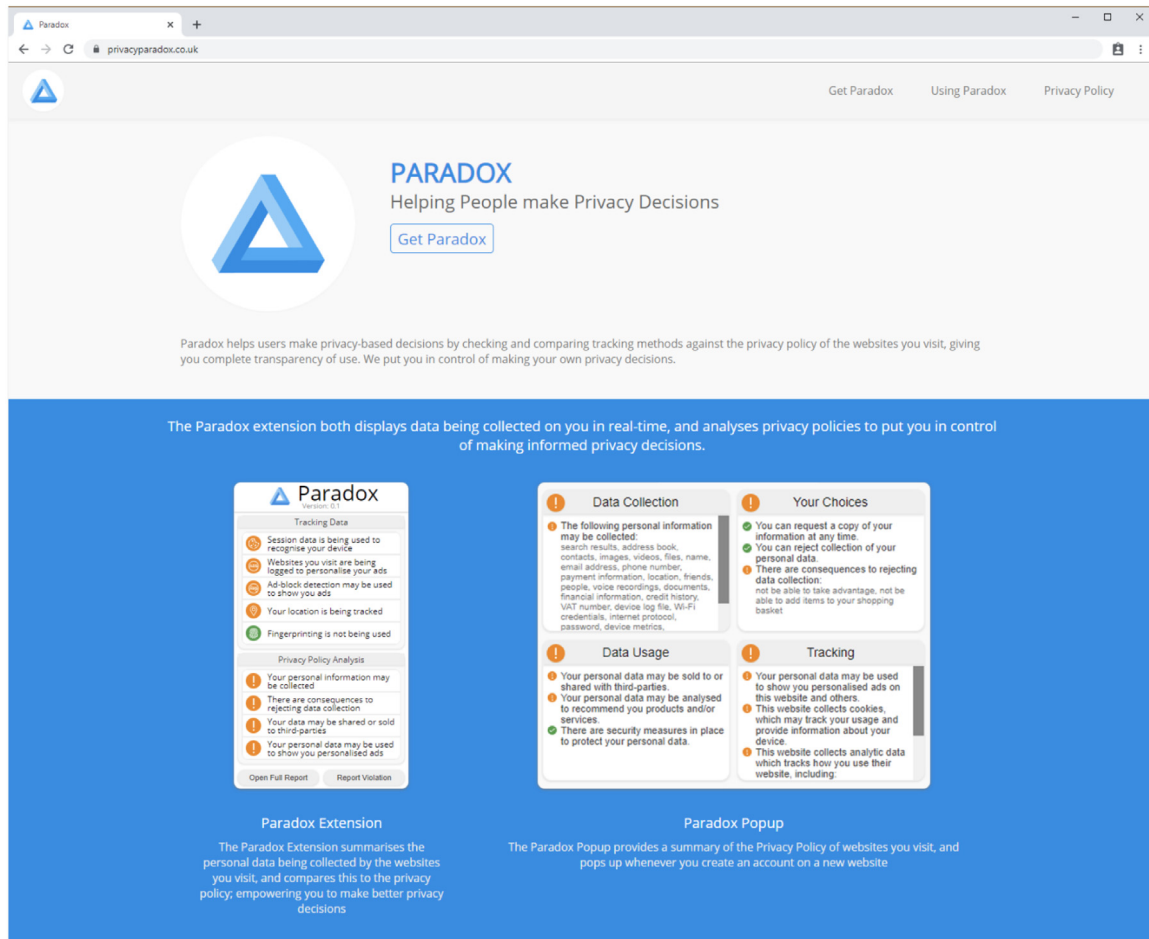 Paradox
privacyparadox.co.uk
Get Paradox
Using Paradox
Privacy Policy
PARADOX
Helping People make Privacy Decisions
Get Paradox
Paradox helps users make privacy-based decisions by checking and comparing tracking methods against the privacy policy of the websites you visit, giving
you complete transparency of use. We put you in control of making your own privacy decisions.
The Paradox extension both displays data being collected on you in real-time, and analyses privacy policies to put you in control
of making informed privacy decisions.
Paradox
Version: 0.1
Tracking Data
Session data is being used to
recognise your device
Websites you visit are being
logged to personalise your ads
Ad-block detection may be used
to show you ads
Your location is being tracked
Fingerprinting is not being used
Privacy Policy Analysis
Your personal information may
be collected
There are consequences to
rejecting data collection
Your data may be shared or sold
to third-parties
Your personal data may be used
to show you personalised ads
Open Full Report
Report Violation
Data Collection
The following personal information
may be collected:
search results, address book,
contacts, images, videos, files, name,
email address, phone number,
payment information, location, friends,
people, voice recordings, documents,
financial information, credit history,
VAT number, device log file, Wi-Fi
credentials, internet protocol,
password, device metrics,
Your Choices
You can request a copy of your
information at any time.
You can reject collection of your
personal data.
There are consequences to rejecting
data collection:
not be able to take advantage, not be
able to add items to your shopping
basket
Data Usage
Your personal data may be sold to or
shared with third-parties.
Your personal data may be analysed
to recommend you products and/or
services.
There are security measures in place
to protect your personal data.
Tracking
Your personal data may be used
to show you personalised ads on
this website and others.
This website collects cookies,
which may track your usage and
provide information about your
device.
This website collects analytic data
which tracks how you use their
website, including:
Paradox Extension
The Paradox Extension summarises the
personal data being collected by the websites
you visit, and compares this to the privacy
policy; empowering you to make better privacy
decisions
Paradox Popup
The Paradox Popup provides a summary of the Privacy Policy of websites you visit, and
pops up whenever you create an account on a new website